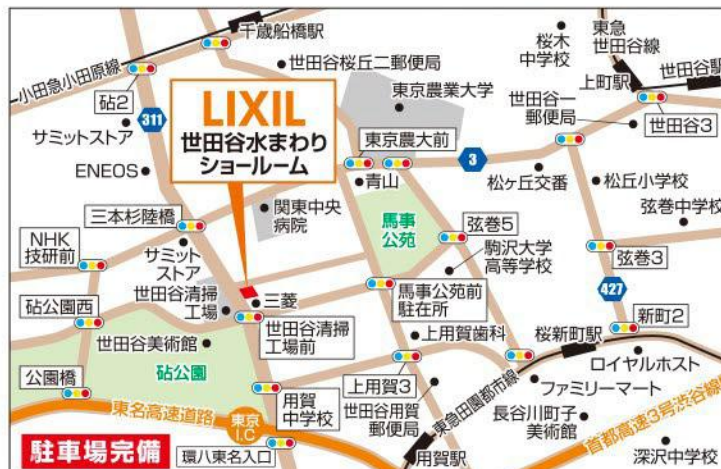 千歳船橋駅
小田急小田原線
砧2
世田谷桜丘二郵便局
東京農業大学
桜木
中学校
東急
世田谷線
上町駅
世田谷駅
世田谷一
郵便局
世田谷3
サミットストア
311
LIXIL
世田谷水まわり
ショールーム
東京農大前
3
ENEOS
青山
松ヶ丘交番
松丘小学校
弦巻中学校
三本杉陸橋
関東中央
病院
馬事
公苑
弦巻5
NHK
技研前
サミット
ストア
駒沢大学
高等学校
弦巻3
砧公園西
世田谷清掃
工場
三菱
馬事公苑前
駐在所
427
新町2
世田谷美術館
世田谷清掃
工場前
上用賀歯科
桜新町駅
砧公園
ロイヤルホスト
公園橋
用賀
中学校
上用賀3
ファミリーマート
東名高速道路
東京
I.C
世田谷用賀
郵便局
東急田園都市線
長谷川町子
美術館
首都高速3号渋谷線
駐車場完備
環八東名入口
用賀駅
深沢中学校